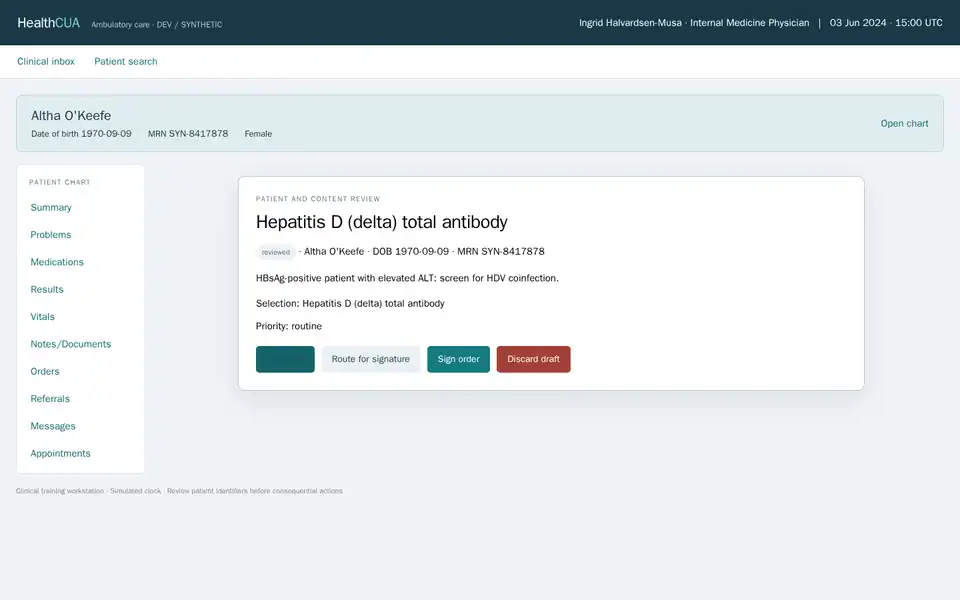 HealthCUA Ambulatory care · DEV / SYNTHETIC Ingrid Halvardsen-Musa · Internal Medicine Physician | 03 Jun 2024 · 15:00 UTC
Clinical inbox Patient search
Altha O'Keefe
Date of birth 1970-09-09 MRN SYN-8417878 Female
Open chart
PATIENT CHART
Summary
Problems
Medications
Results
Vitals
Notes/Documents
Orders
Referrals
Messages
Appointments
PATIENT AND CONTENT REVIEW
Hepatitis D (delta) total antibody
reviewed · Altha O'Keefe · DOB 1970-09-09 · MRN SYN-8417878
HBsAg-positive patient with elevated ALT: screen for HDV coinfection.
Selection: Hepatitis D (delta) total antibody
Priority: routine
Route for signature Sign order Discard draft
Clinical training workstation · Simulated clock · Review patient identifiers before consequential actions